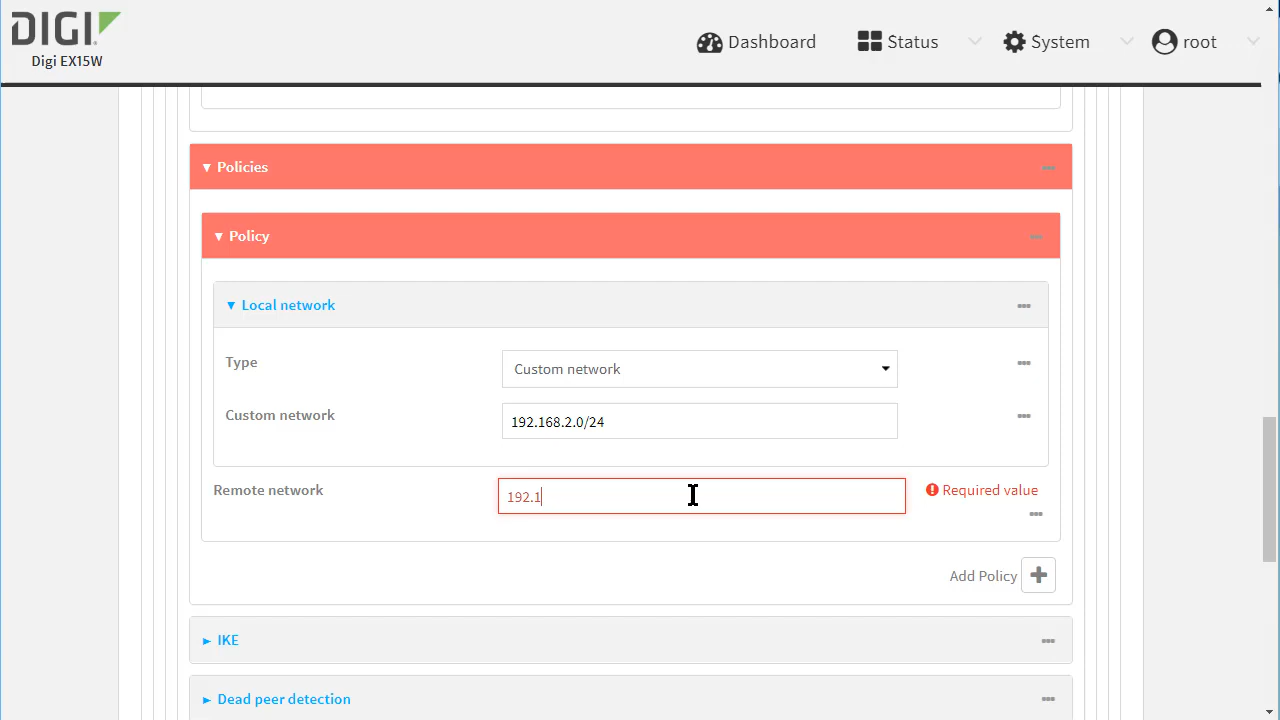 DIGI
Digi EX15W
Dashboard
Status
System
root
▼ Policies
▼ Policy
▼ Local network
Type
Custom network
Custom network
192.168.2.0/24
Remote network
192.1
Required value
Add Policy
► IKE
► Dead peer detection